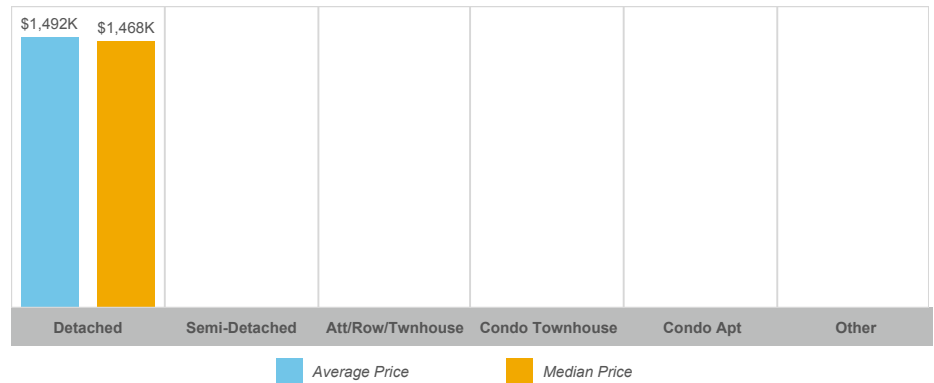 $1,492K
$1,468K
Detached Semi-Detached Att/Row/Twnhouse Condo Townhouse Condo Apt Other
Average Price Median Price